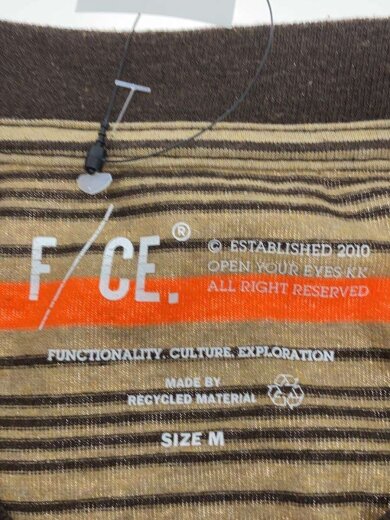 F/CE.®
© ESTABLISHED 2010
OPEN YOUR EYES KK
ALL RIGHT RESERVED
FUNCTIONALITY. CULTURE. EXPLORATION
MADE BY
RECYCLED MATERIAL
SIZE M